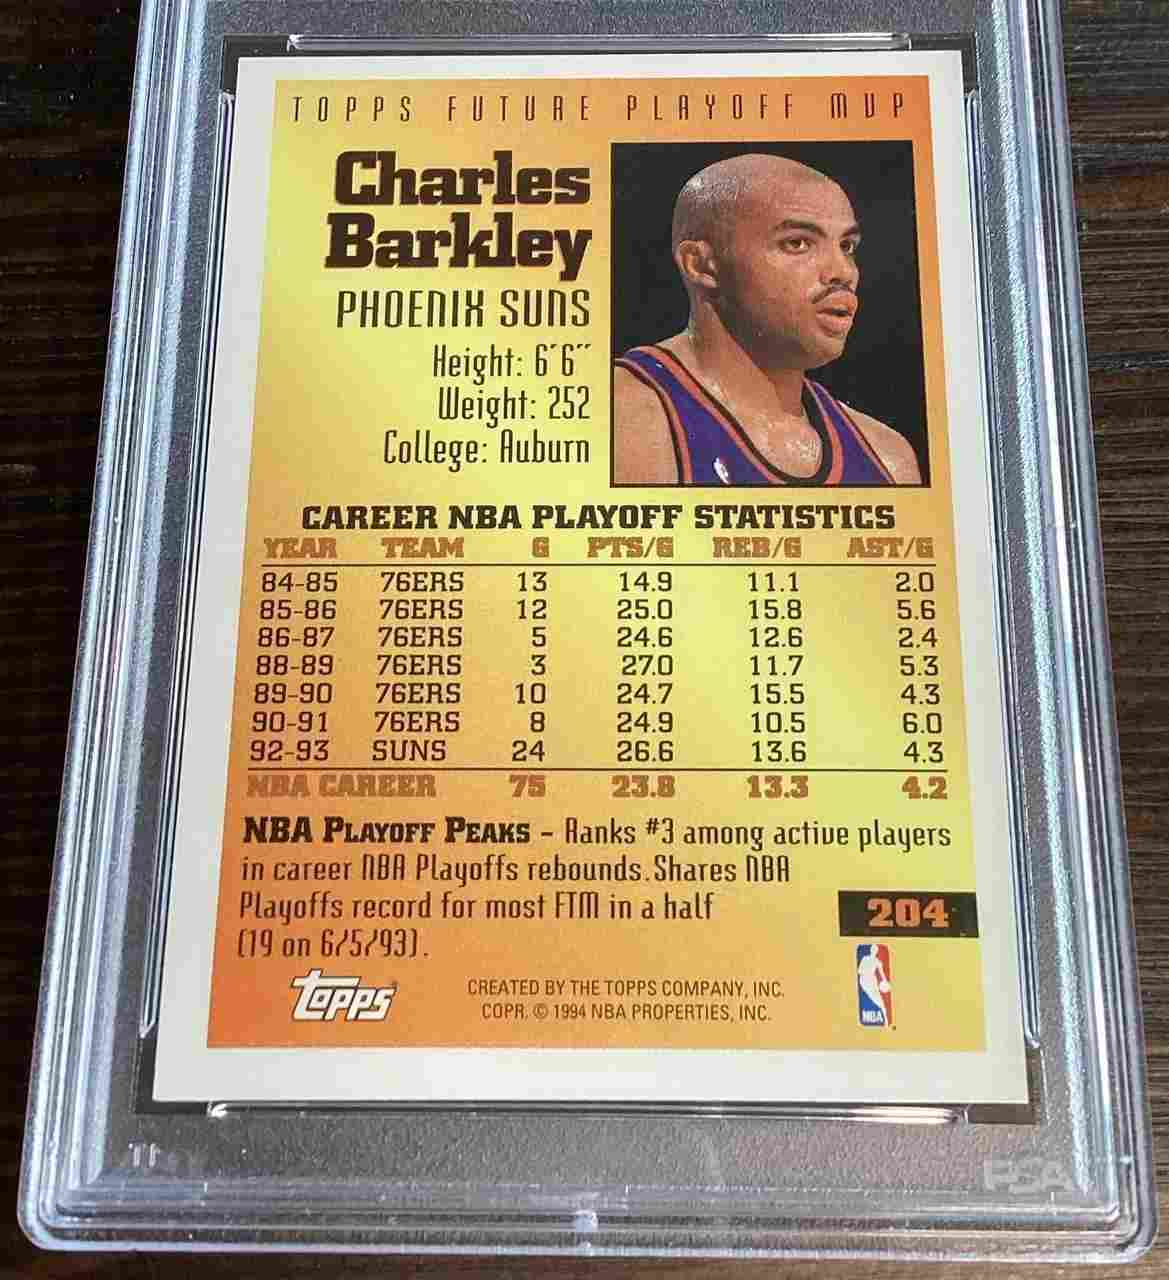 TOPPS FUTURE PLAYOFF MVP
Charles
Barkley
PHOENIX SUNS
Height: 6'6"
Weight: 252
College: Auburn
CAREER NBA PLAYOFF STATISTICS
YEAR TEAM G PTS/G REB/G AST/G
84-85 76ERS 13 14.9 11.1 2.0
85-86 76ERS 12 25.0 15.8 5.6
86-87 76ERS 5 24.6 12.6 2.4
88-89 76ERS 3 27.0 11.7 5.3
89-90 76ERS 10 24.7 15.5 4.3
90-91 76ERS 8 24.9 10.5 6.0
92-93 SUNS 24 26.6 13.6 4.3
NBA CAREER 75 23.8 13.3 4.2
NBA PLAYOFF PEAKS - Ranks #3 among active players
in career NBA Playoffs rebounds. Shares NBA
Playoffs record for most FTM in a half
(19 on 6/5/93).
204
Topps
CREATED BY THE TOPPS COMPANY, INC.
COPR. © 1994 NBA PROPERTIES, INC.
NBA
PSA